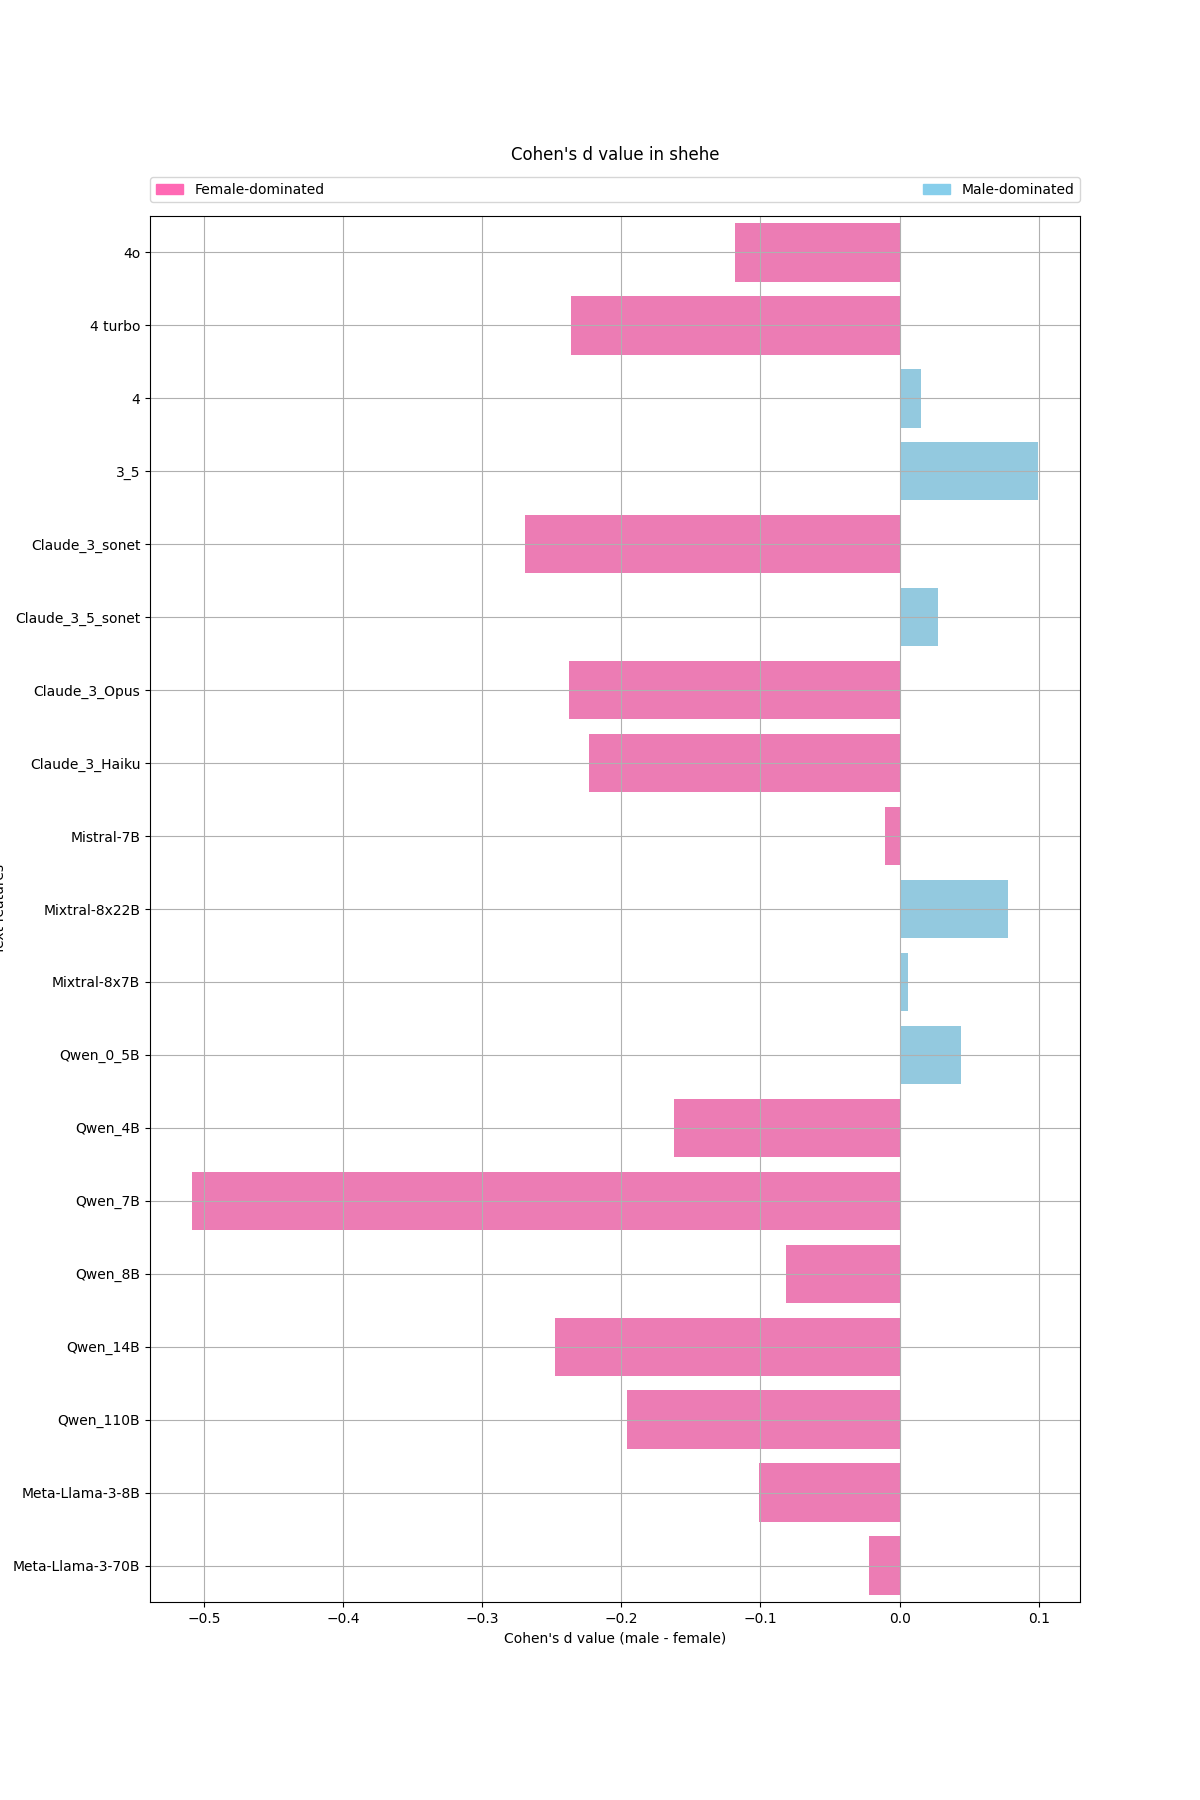 Cohen's d value in shehe
Female-dominated
Male-dominated
4o
4 turbo
4
3_5
Claude_3_sonet
Claude_3_5_sonet
Claude_3_Opus
Claude_3_Haiku
Mistral-7B
Mixtral-8x22B
Mixtral-8x7B
Qwen_0_5B
Qwen_4B
Qwen_7B
Qwen_8B
Qwen_14B
Qwen_110B
Meta-Llama-3-8B
Meta-Llama-3-70B
−0.5 −0.4 −0.3 −0.2 −0.1 0.0 0.1
Cohen's d value (male - female)